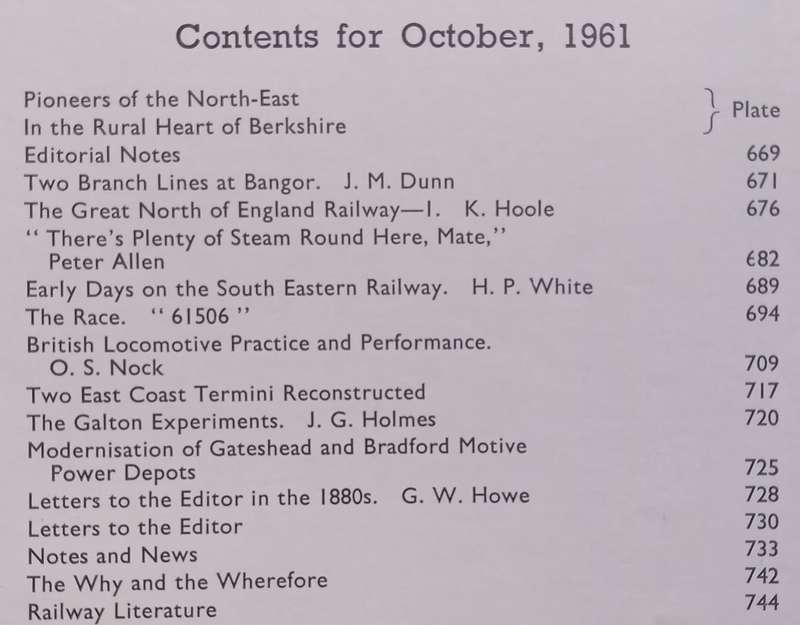 Contents for October, 1961
Pioneers of the North-East
In the Rural Heart of Berkshire
} Plate
Editorial Notes 669
Two Branch Lines at Bangor. J. M. Dunn 671
The Great North of England Railway—I. K. Hoole 676
“ There's Plenty of Steam Round Here, Mate,”
Peter Allen 682
Early Days on the South Eastern Railway. H. P. White 689
The Race. “ 61506 ” 694
British Locomotive Practice and Performance.
O. S. Nock 709
Two East Coast Termini Reconstructed 717
The Galton Experiments. J. G. Holmes 720
Modernisation of Gateshead and Bradford Motive
Power Depots 725
Letters to the Editor in the 1880s. G. W. Howe 728
Letters to the Editor 730
Notes and News 733
The Why and the Wherefore 742
Railway Literature 744